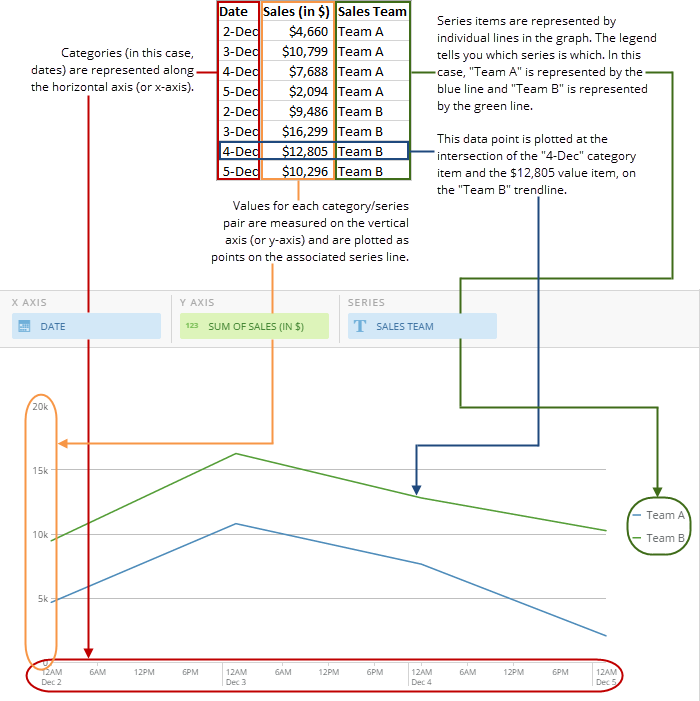 Date Sales (in $) Sales Team
2-Dec $4,660 Team A
3-Dec $10,799 Team A
4-Dec $7,688 Team A
5-Dec $2,094 Team A
2-Dec $9,486 Team B
3-Dec $16,299 Team B
4-Dec $12,805 Team B
5-Dec $10,296 Team B
Categories (in this case,
dates) are represented along
the horizontal axis (or x-axis).
Series items are represented by
individual lines in the graph. The legend
tells you which series is which. In this
case, "Team A" is represented by the
blue line and "Team B" is represented
by the green line.
This data point is plotted at the
intersection of the "4-Dec" category
item and the $12,805 value item, on
the "Team B" trendline.
Values for each category/series
pair are measured on the vertical
axis (or y-axis) and are plotted as
points on the associated series line.
X AXIS Y AXIS SERIES
DATE 123 SUM OF SALES (IN $) T SALES TEAM
20k
15k
10k
5k
0
Team A
Team B
12AM 6AM 12PM 6PM 12AM 6AM 12PM 6PM 12AM 6AM 12PM 6PM 12AM
Dec 2 Dec 3 Dec 4 Dec 5